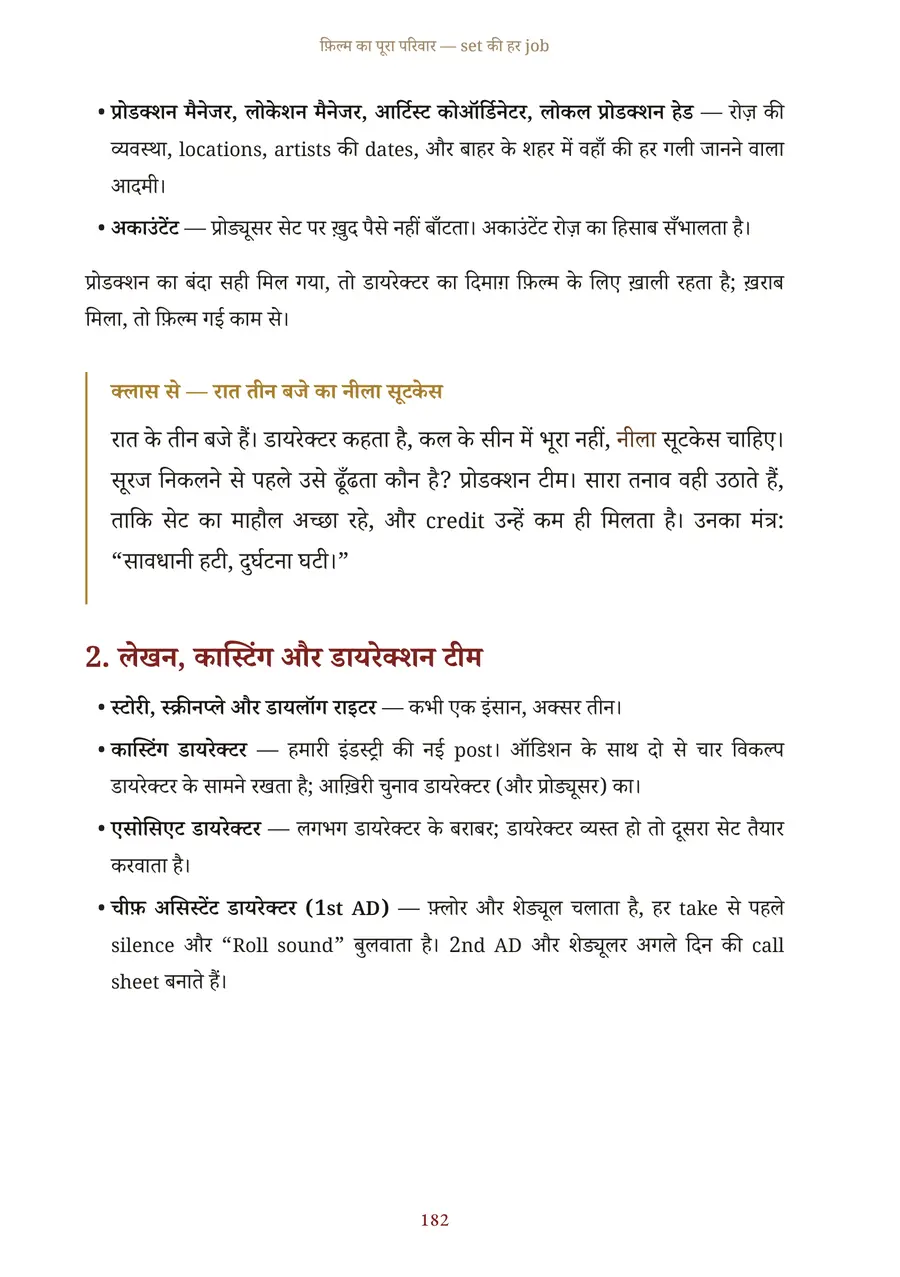 फ़िल्म का पूरा परिवार — set की हर job
• प्रोडक्शन मैनेजर, लोकेशन मैनेजर, आर्टिस्ट कोऑर्डिनेटर, लोकल प्रोडक्शन हेड — रोज़ की
व्यवस्था, locations, artists की dates, और बाहर के शहर में वहाँ की हर गली जानने वाला
आदमी।
• अकाउंटेंट — प्रोड्यूसर सेट पर ख़ुद पैसे नहीं बाँटता। अकाउंटेंट रोज़ का हिसाब सँभालता है।
प्रोडक्शन का बंदा सही मिल गया, तो डायरेक्टर का दिमाग़ फ़िल्म के लिए ख़ाली रहता है; ख़राब
मिला, तो फ़िल्म गई काम से।
क्लास से — रात तीन बजे का नीला सूटकेस
रात के तीन बजे हैं। डायरेक्टर कहता है, कल के सीन में भूरा नहीं, नीला सूटकेस चाहिए।
सूरज निकलने से पहले उसे ढूँढता कौन है? प्रोडक्शन टीम। सारा तनाव वही उठाते हैं,
ताकि सेट का माहौल अच्छा रहे, और credit उन्हें कम ही मिलता है। उनका मंत्र:
“सावधानी हटी, दुर्घटना घटी।”
2. लेखन, कास्टिंग और डायरेक्शन टीम
• स्टोरी, स्क्रीनप्ले और डायलॉग राइटर — कभी एक इंसान, अक्सर तीन।
• कास्टिंग डायरेक्टर — हमारी इंडस्ट्री की नई post। ऑडिशन के साथ दो से चार विकल्प
डायरेक्टर के सामने रखता है; आख़िरी चुनाव डायरेक्टर (और प्रोड्यूसर) का।
• एसोसिएट डायरेक्टर — लगभग डायरेक्टर के बराबर; डायरेक्टर व्यस्त हो तो दूसरा सेट तैयार
करवाता है।
• चीफ़ असिस्टेंट डायरेक्टर (1st AD) — फ़्लोर और शेड्यूल चलाता है, हर take से पहले
silence और “Roll sound” बुलवाता है। 2nd AD और शेड्यूलर अगले दिन की call
sheet बनाते हैं।
182